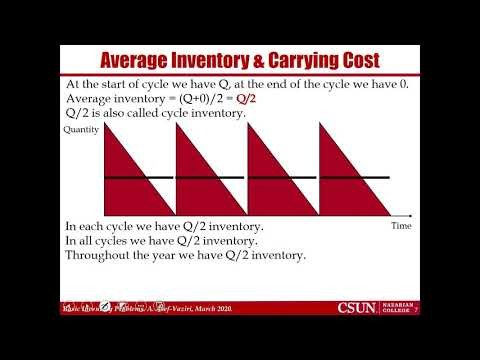 Average Inventory & Carrying Cost
At the start of cycle we have Q, at the end of the cycle we have 0.
Average inventory = (Q+0)/2 = Q/2
Q/2 is also called cycle inventory.
Quantity
Time
In each cycle we have Q/2 inventory.
In all cycles we have Q/2 inventory.
Throughout the year we have Q/2 inventory.
Basic Inventory Problems, A. Asef-Vaziri, March 2020.
CSUN
NAZARIAN
COLLEGE
7